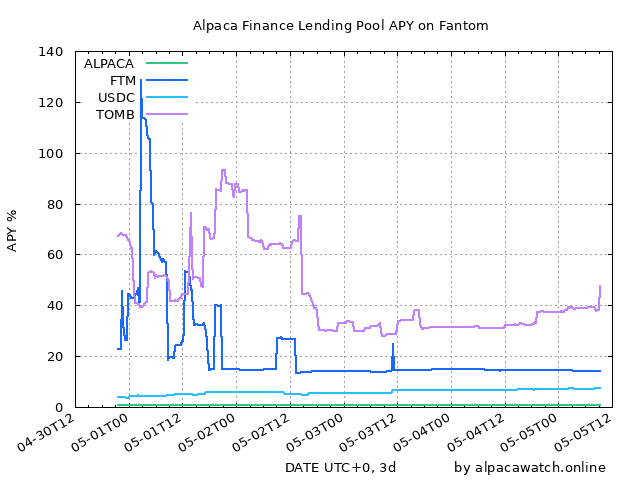 Alpaca Finance Lending Pool APY on Fantom
140
120
100
80
60
40
20
0
APY %
ALPACA
FTM
USDC
TOMB
04-30T12
05-01T00
05-01T12
05-02T00
05-02T12
05-03T00
05-03T12
05-04T00
05-04T12
05-05T00
05-05T12
DATE UTC+0, 3d
by alpacawatch.online